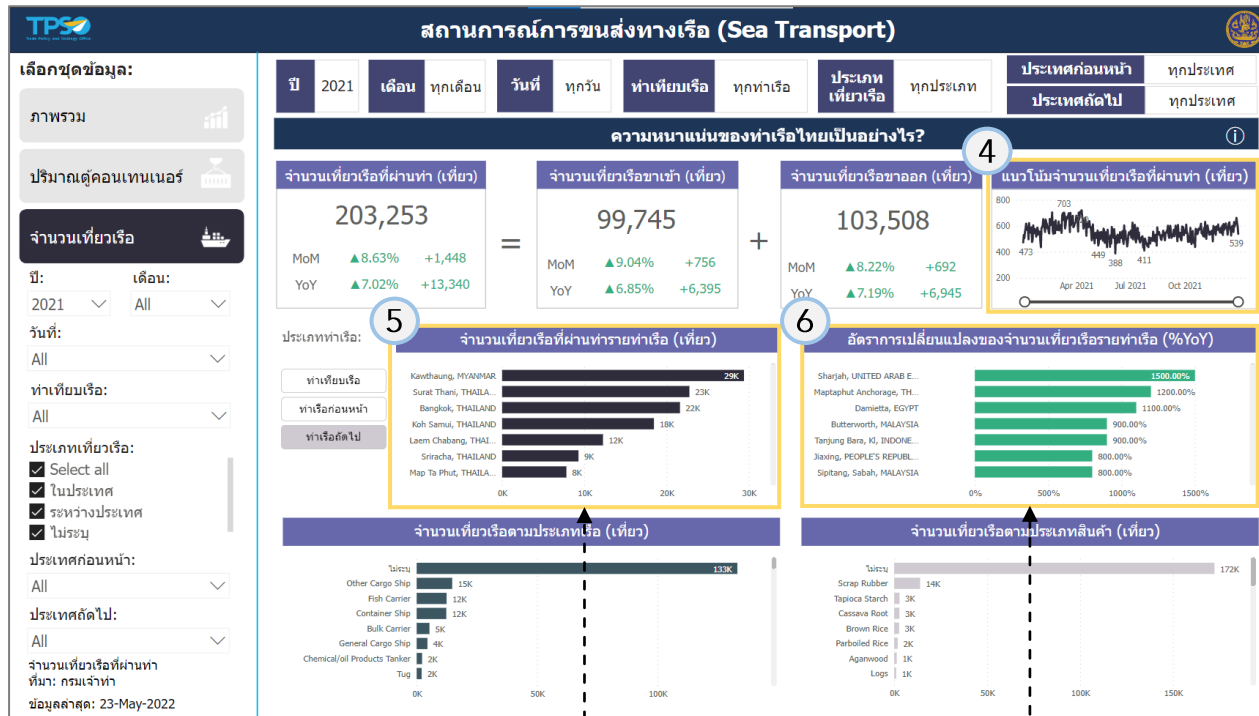 TPSO
Trade Policy and Strategy Office
สถานการณ์การขนส่งทางเรือ (Sea Transport)
เลือกชุดข้อมูล:
ภาพรวม
ปริมาณตู้คอนเทนเนอร์
จำนวนเที่ยวเรือ
ปี:
เดือน:
2021
All
วันที่:
All
ท่าเทียบเรือ:
All
ประเภทเที่ยวเรือ:
Select all
ในประเทศ
ระหว่างประเทศ
ไม่ระบุ
ประเทศก่อนหน้า:
All
ประเทศถัดไป:
All
จำนวนเที่ยวเรือที่ผ่านท่า
ที่มา: กรมเจ้าท่า
ข้อมูลล่าสุด: 23-May-2022
ปี 2021
เดือน ทุกเดือน
วันที่ ทุกวัน
ท่าเทียบเรือ ทุกท่าเรือ
ประเภท
เที่ยวเรือ
ทุกประเภท
ประเทศก่อนหน้า ทุกประเทศ
ประเทศถัดไป ทุกประเทศ
ความหนาแน่นของท่าเรือไทยเป็นอย่างไร?
จำนวนเที่ยวเรือที่ผ่านท่า (เที่ยว)
203,253
MoM ▲8.63% +1,448
YoY ▲7.02% +13,340
=
จำนวนเที่ยวเรือขาเข้า (เที่ยว)
99,745
MoM ▲9.04% +756
YoY ▲6.85% +6,395
+
จำนวนเที่ยวเรือขาออก (เที่ยว)
103,508
MoM ▲8.22% +692
YoY ▲7.19% +6,945
4
แนวโน้มจำนวนเที่ยวเรือที่ผ่านท่า (เที่ยว)
800
600
400
200
703
473
449
388
411
539
Apr 2021 Jul 2021 Oct 2021
ประเภทท่าเรือ:
ท่าเทียบเรือ
ท่าเรือก่อนหน้า
ท่าเรือถัดไป
5
จำนวนเที่ยวเรือที่ผ่านท่ารายท่าเรือ (เที่ยว)
Kawthaung, MYANMAR 29K
Surat Thani, THAILA... 23K
Bangkok, THAILAND 22K
Koh Samui, THAILAND 18K
Laem Chabang, THAI... 12K
Sriracha, THAILAND 9K
Map Ta Phut, THAILA... 8K
0K 10K 20K 30K
6
อัตราการเปลี่ยนแปลงของจำนวนเที่ยวเรือรายท่าเรือ (%YoY)
Sharjah, UNITED ARAB E... 1500.00%
Maptaphut Anchorage, TH... 1200.00%
Damietta, EGYPT 1100.00%
Butterworth, MALAYSIA 900.00%
Tanjung Bara, Kl, INDONE... 900.00%
Jiaxing, PEOPLE'S REPUBL... 800.00%
Sipitang, Sabah, MALAYSIA 800.00%
0% 500% 1000% 1500%
จำนวนเที่ยวเรือตามประเภทเรือ (เที่ยว)
ไม่ระบุ 133K
Other Cargo Ship 15K
Fish Carrier 12K
Container Ship 12K
Bulk Carrier 5K
General Cargo Ship 4K
Chemical/oil Products Tanker 2K
Tug 2K
0K 50K 100K
จำนวนเที่ยวเรือตามประเภทสินค้า (เที่ยว)
ไม่ระบุ 172K
Scrap Rubber 14K
Tapioca Starch 3K
Cassava Root 3K
Brown Rice 3K
Parboiled Rice 2K
Aganwood 1K
Logs 1K
0K 50K 100K 150K